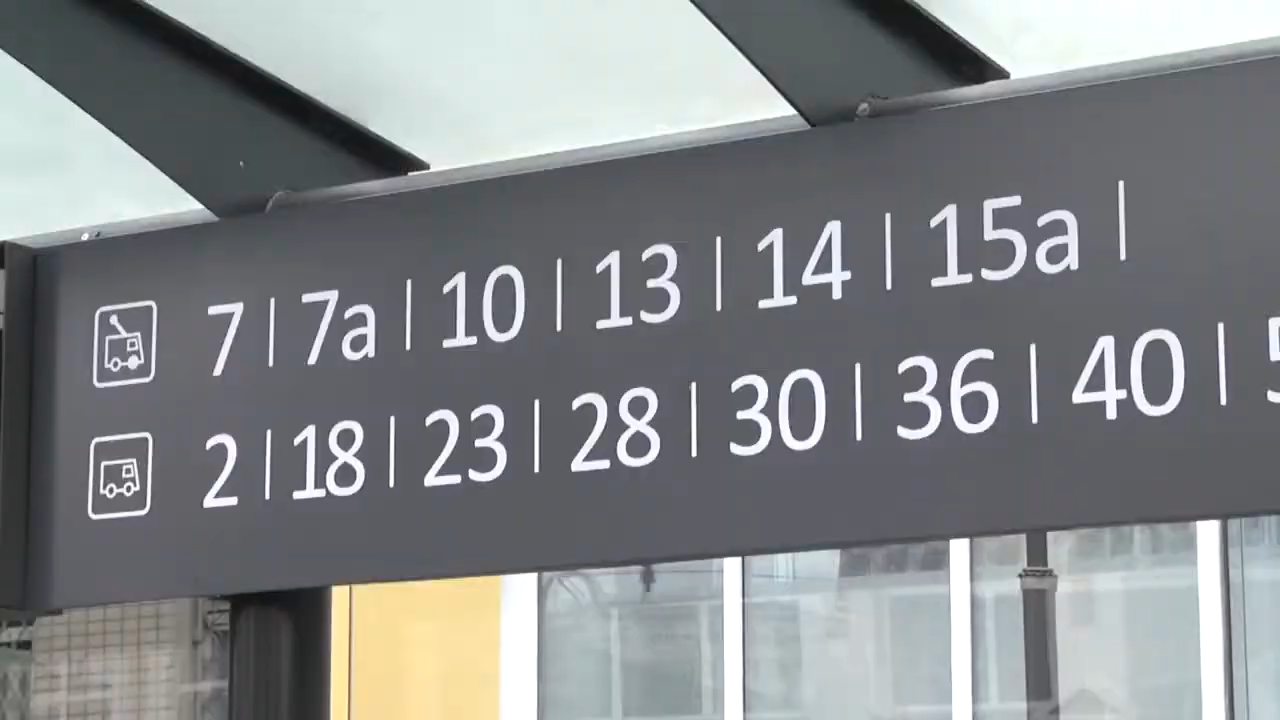 7 | 7a | 10 | 13 | 14 | 15a |
2 | 18 | 23 | 28 | 30 | 36 | 40 |